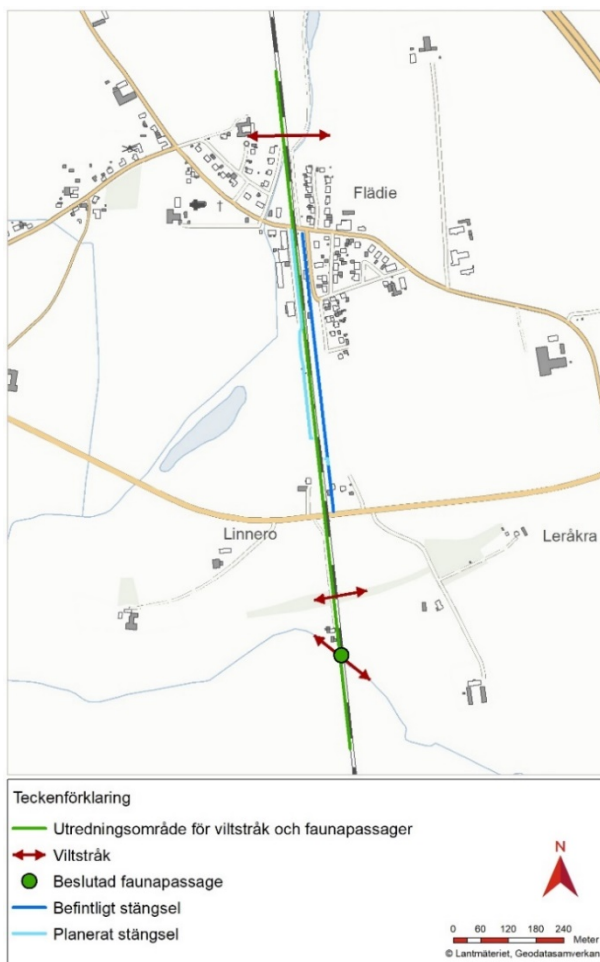 Flädie
Linnero
Leråkra
Teckenförklaring
Utredningsområde för viltstråk och faunapassager
Viltstråk
Beslutad faunapassage
Befintligt stängsel
Planerat stängsel
N
0 60 120 180 240
Meter
© Lantmäteriet, Geodatasamverkan